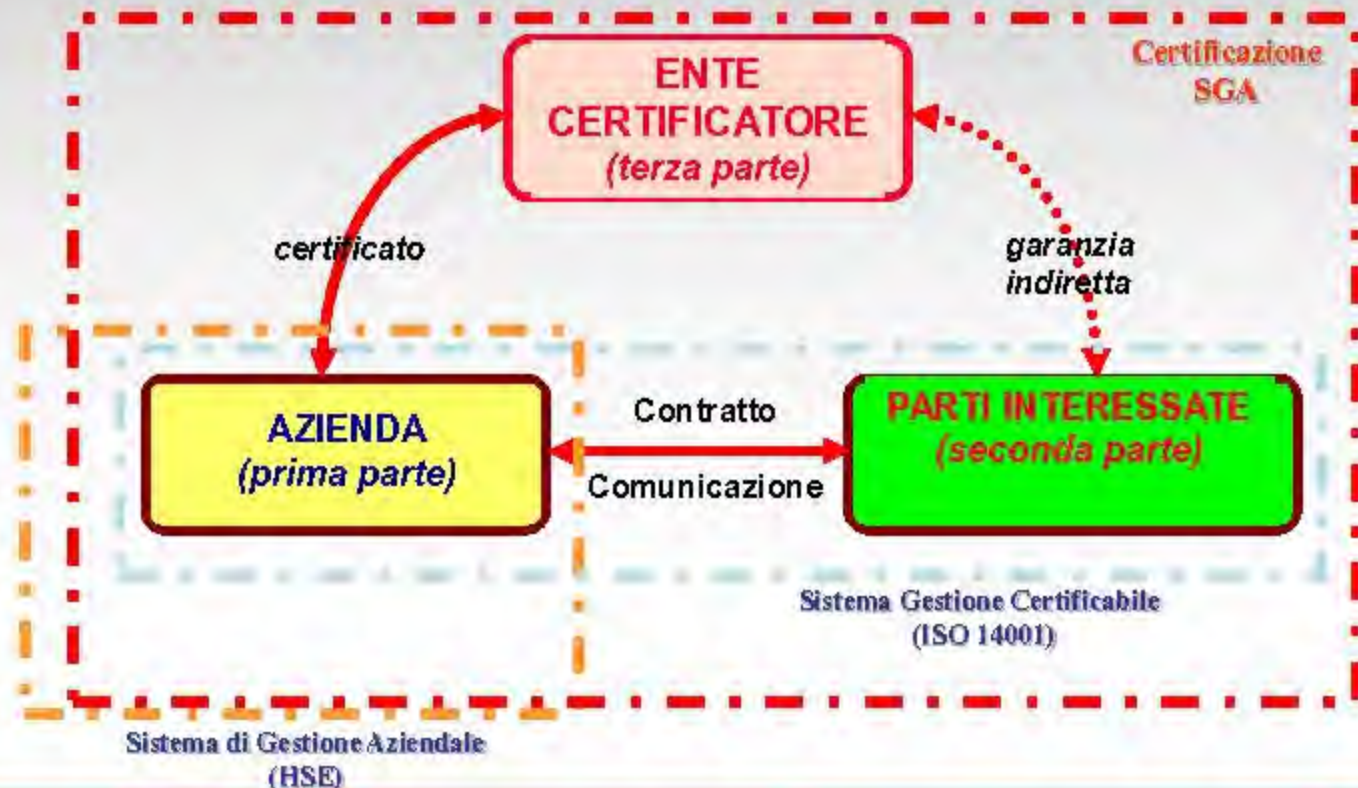 Certificazione
SGA
ENTE
CERTIFICATORE
(terza parte)
certificato
garanzia
indiretta
AZIENDA
(prima parte)
Contratto
Comunicazione
PARTI INTERESSATE
(seconda parte)
Sistema Gestione Certificabile
(ISO 14001)
Sistema di Gestione Aziendale
(HSE)